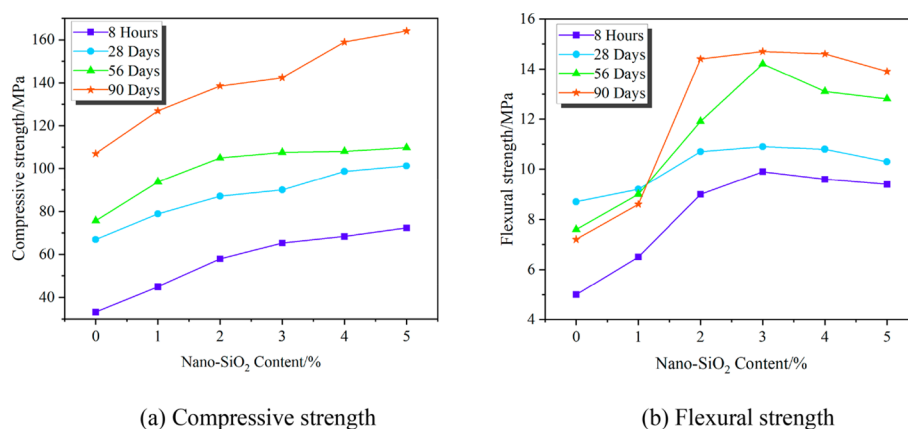 8 Hours
28 Days
56 Days
90 Days
160
140
120
100
80
60
40
Compressive strength/MPa
0 1 2 3 4 5
Nano-SiO₂ Content/%
(a) Compressive strength
8 Hours
28 Days
56 Days
90 Days
16
14
12
10
8
6
4
Flexural strength/MPa
0 1 2 3 4 5
Nano-SiO₂ Content/%
(b) Flexural strength